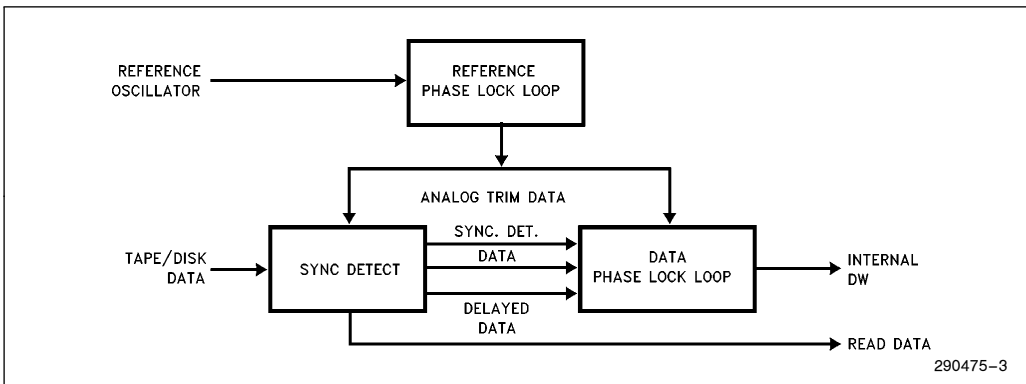 REFERENCE
OSCILLATOR
REFERENCE
PHASE LOCK LOOP
ANALOG TRIM DATA
TAPE/DISK
DATA
SYNC DETECT
SYNC. DET.
DATA
DELAYED
DATA
DATA
PHASE LOCK LOOP
INTERNAL
DW
READ DATA
290475–3